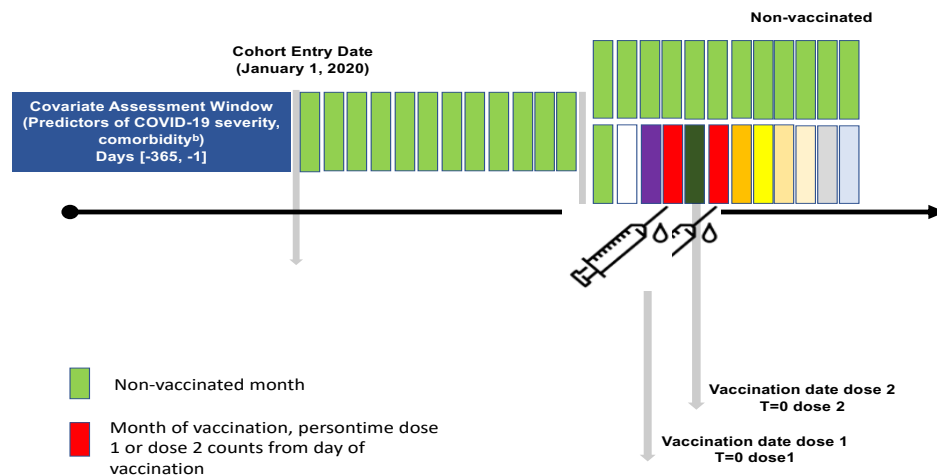 Non-vaccinated
Cohort Entry Date
(January 1, 2020)
Covariate Assessment Window
(Predictors of COVID-19 severity,
comorbidityᵇ)
Days [-365, -1]
Non-vaccinated month
Month of vaccination, persontime dose
1 or dose 2 counts from day of
vaccination
Vaccination date dose 2
T=0 dose 2
Vaccination date dose 1
T=0 dose1